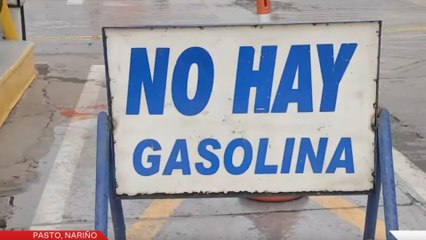 NO HAY
GASOLINA
PASTO, NARIÑO